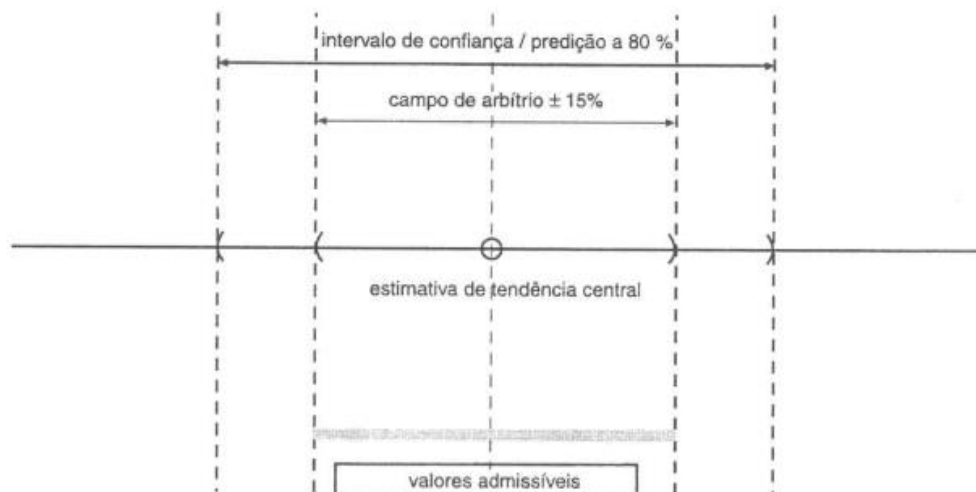 intervalo de confiança / predição a 80 %
campo de arbítrio ± 15%
estimativa de tendência central
valores admissíveis